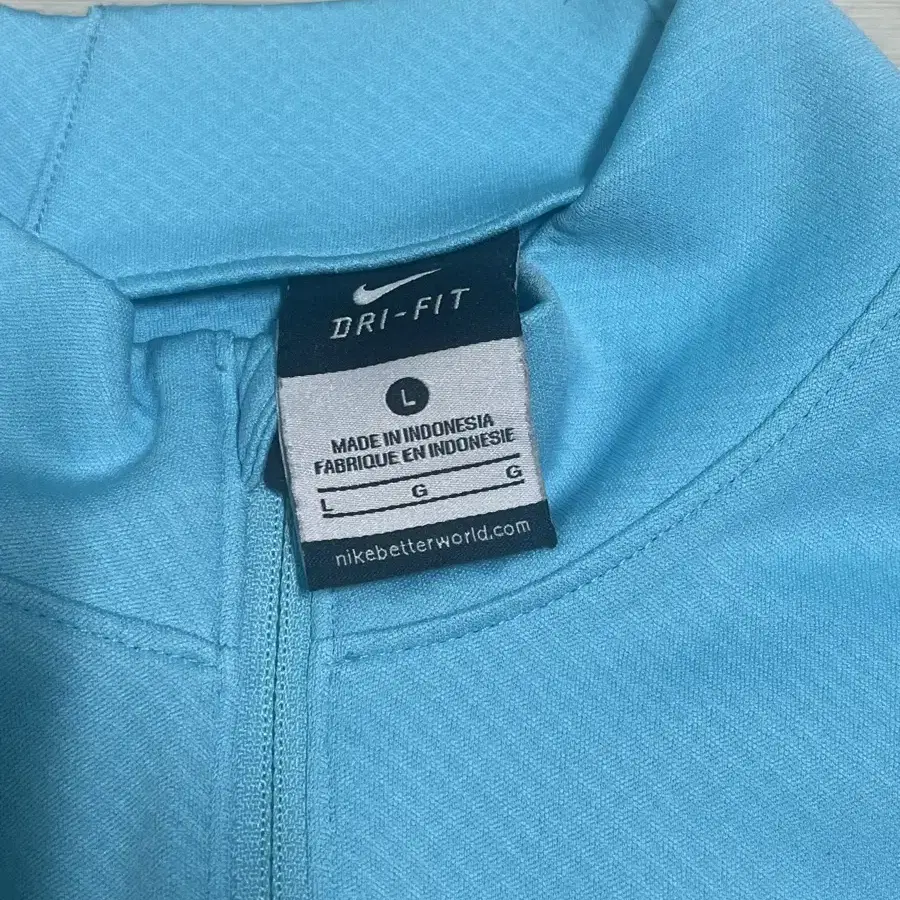 DRI-FIT
L
MADE IN INDONESIA
FABRIQUE EN INDONESIE
L G G
nikebetterworld.com